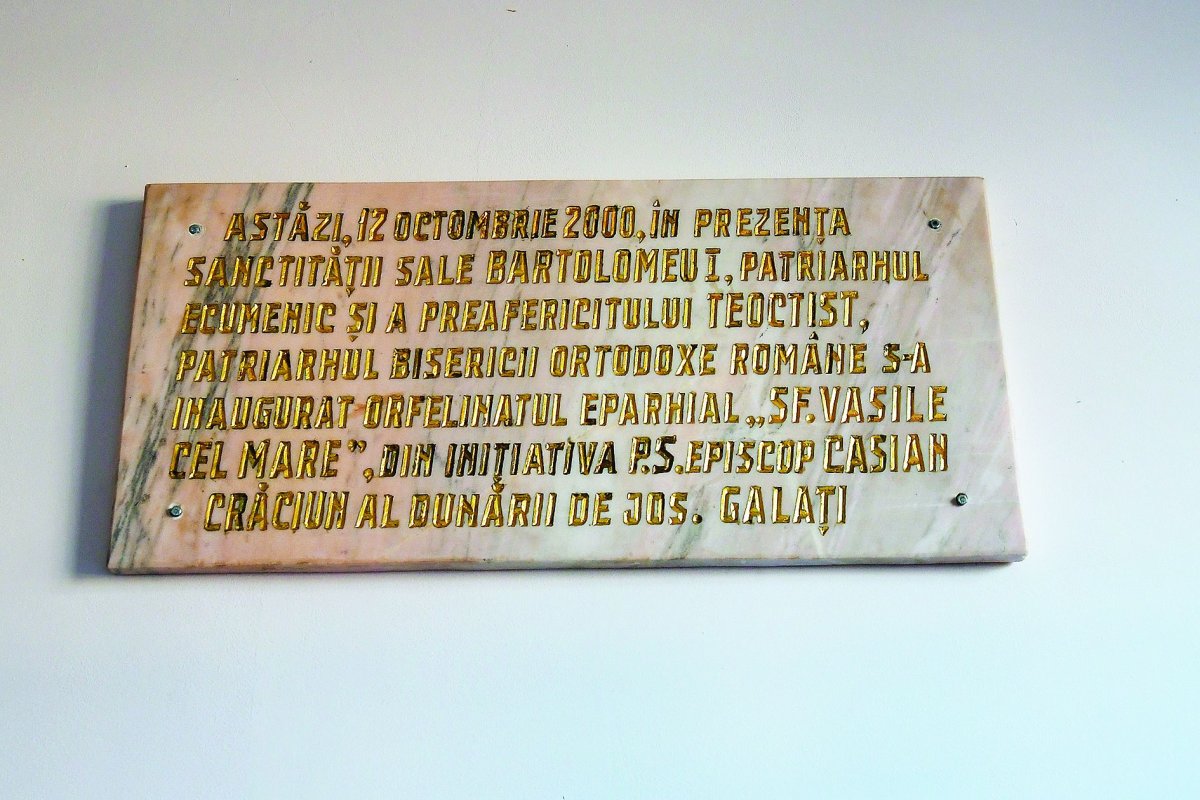 ASTĂZI, 12 OCTOMBRIE 2000, ÎN PREZENȚA
SANCTITĂȚII SALE BARTOLOMEU I, PATRIARHUL
ECUMENIC ȘI A PREAFERICITULUI TEOCTIST,
PATRIARHUL BISERICII ORTODOXE ROMÂNE S-A
INAUGURAT ORFELINATUL EPARHIAL „SF. VASILE
CEL MARE”, DIN INIȚIATIVA P.S. EPISCOP CASIAN
CRĂCIUN AL DUNĂRII DE JOS. GALAȚI